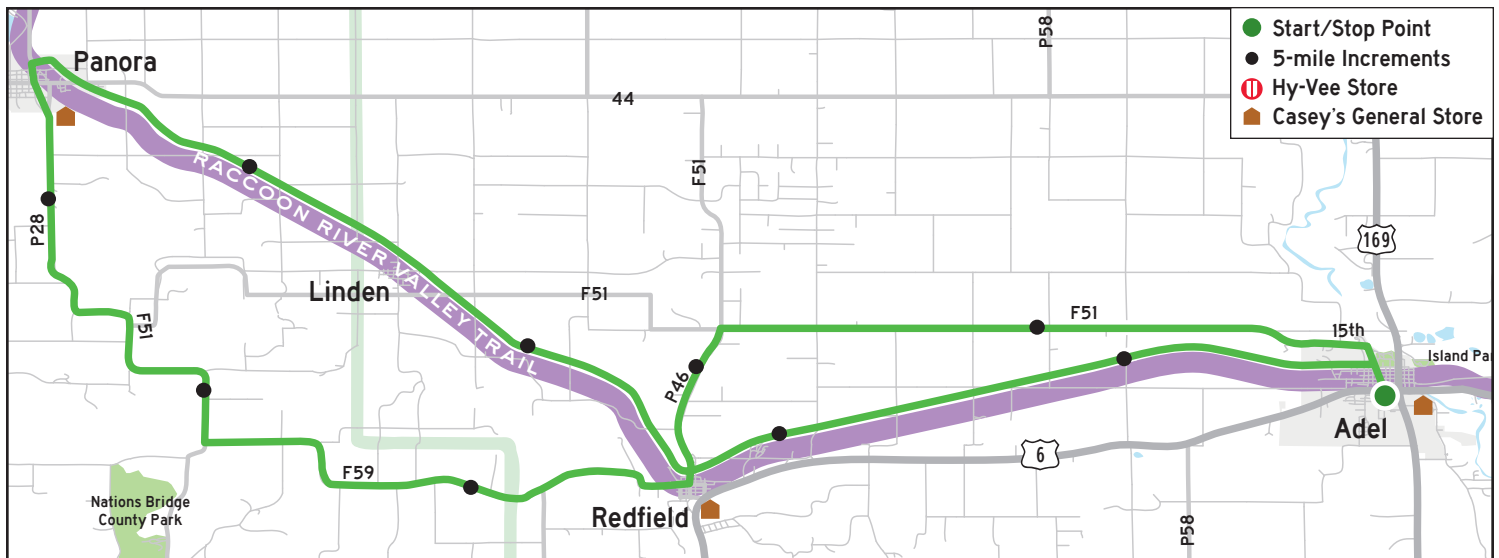 Panora
44
P58
Start/Stop Point
5-mile Increments
Hy-Vee Store
Casey's General Store
F51
RACCOON RIVER VALLEY TRAIL
P28
169
Linden
F51
F51
F51
15th
Island Pa
P46
6
Adel
F59
Nations Bridge
County Park
Redfield
P58